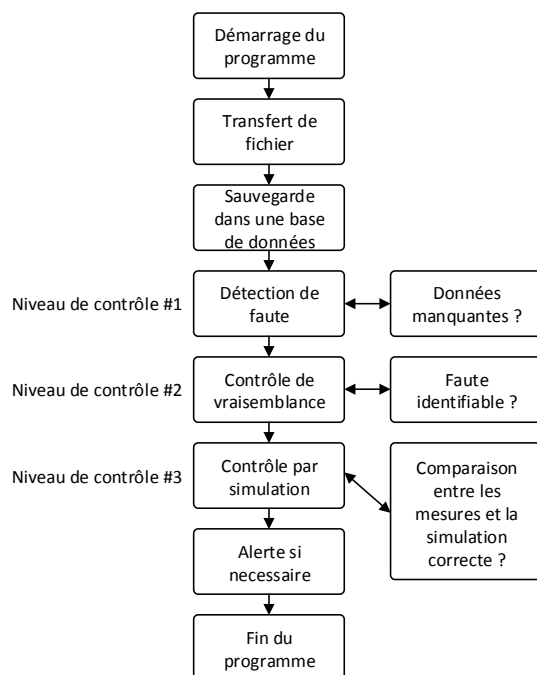 Démarrage du
programme
Transfert de
fichier
Sauvegarde
dans une base
de données
Niveau de contrôle #1
Détection de
faute
Données
manquantes ?
Niveau de contrôle #2
Contrôle de
vraisemblance
Faute
identifiable ?
Niveau de contrôle #3
Contrôle par
simulation
Comparaison
entre les
mesures et la
simulation
correcte ?
Alerte si
necessaire
Fin du
programme